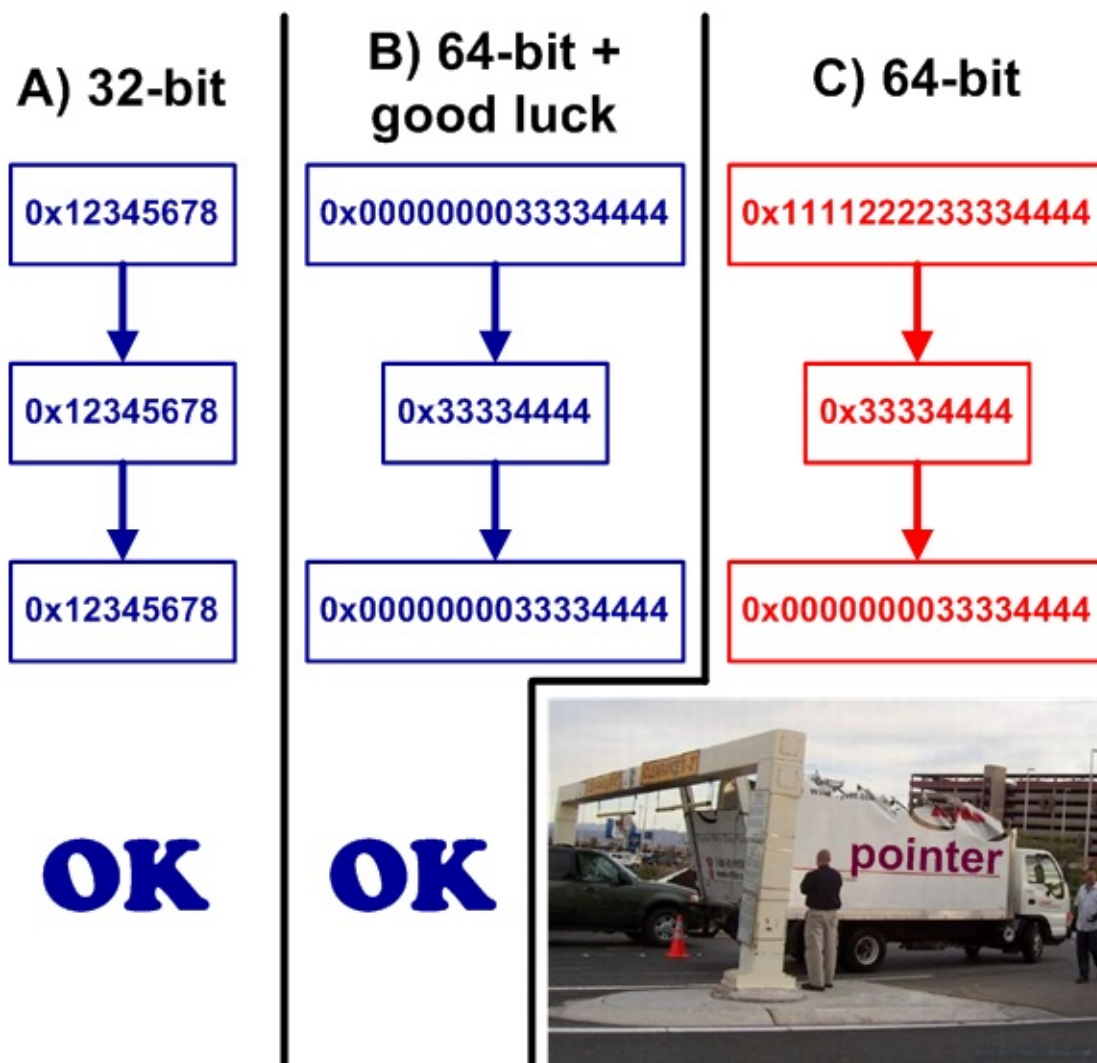 A) 32-bit
0x12345678
0x12345678
0x12345678
OK
B) 64-bit +
good luck
0x0000000033334444
0x33334444
0x0000000033334444
OK
C) 64-bit
0x1111222233334444
0x33334444
0x0000000033334444
pointer